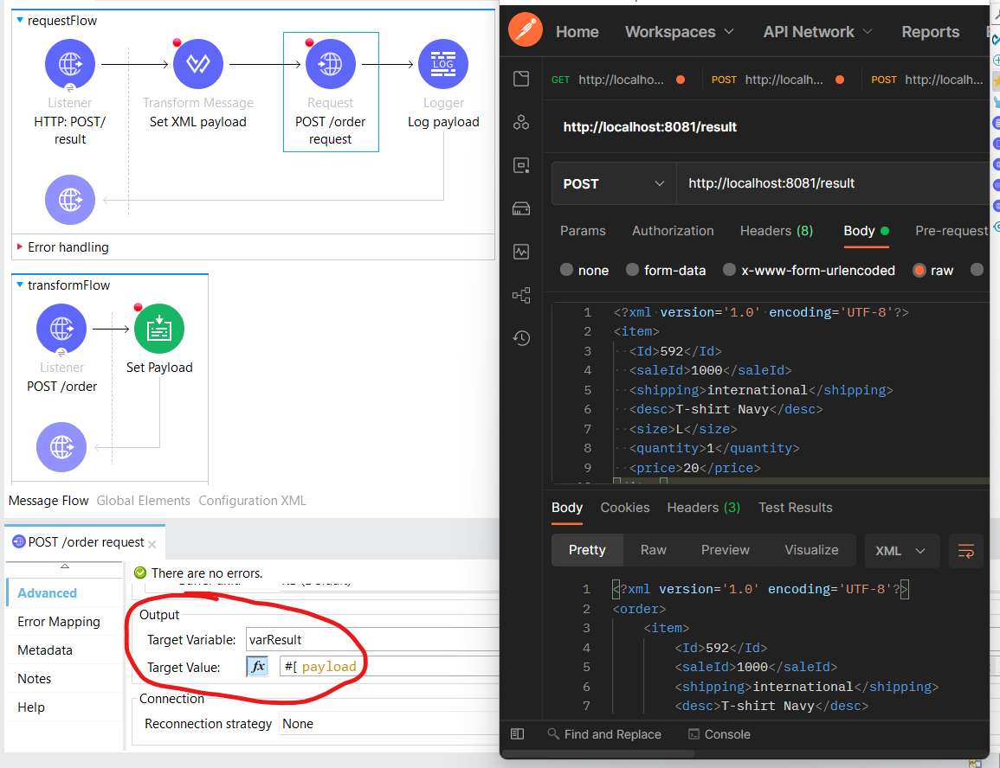 requestFlow
Listener
HTTP: POST/
result
Transform Message
Set XML payload
Request
POST /order
request
LOG
Logger
Log payload
Error handling
transformFlow
Listener
POST /order
Set Payload
Message Flow Global Elements Configuration XML
POST /order request
There are no errors.
Advanced
Error Mapping
Metadata
Notes
Help
Output
Target Variable: varResult
Target Value: fx #[ payload
Connection
Reconnection strategy None
Home Workspaces API Network Reports
GET http://localho... POST http://localh... POST http://localh...
http://localhost:8081/result
POST http://localhost:8081/result
Params Authorization Headers (8) Body Pre-request
none form-data x-www-form-urlencoded raw
1 <?xml version='1.0' encoding='UTF-8'?>
2 <item>
3 <Id>592</Id>
4 <saleId>1000</saleId>
5 <shipping>international</shipping>
6 <desc>T-shirt Navy</desc>
7 <size>L</size>
8 <quantity>1</quantity>
9 <price>20</price>
Body Cookies Headers (3) Test Results
Pretty Raw Preview Visualize XML
1 <?xml version='1.0' encoding='UTF-8'?>
2 <order>
3 <item>
4 <Id>592</Id>
5 <saleId>1000</saleId>
6 <shipping>international</shipping>
7 <desc>T-shirt Navy</desc>
Find and Replace Console